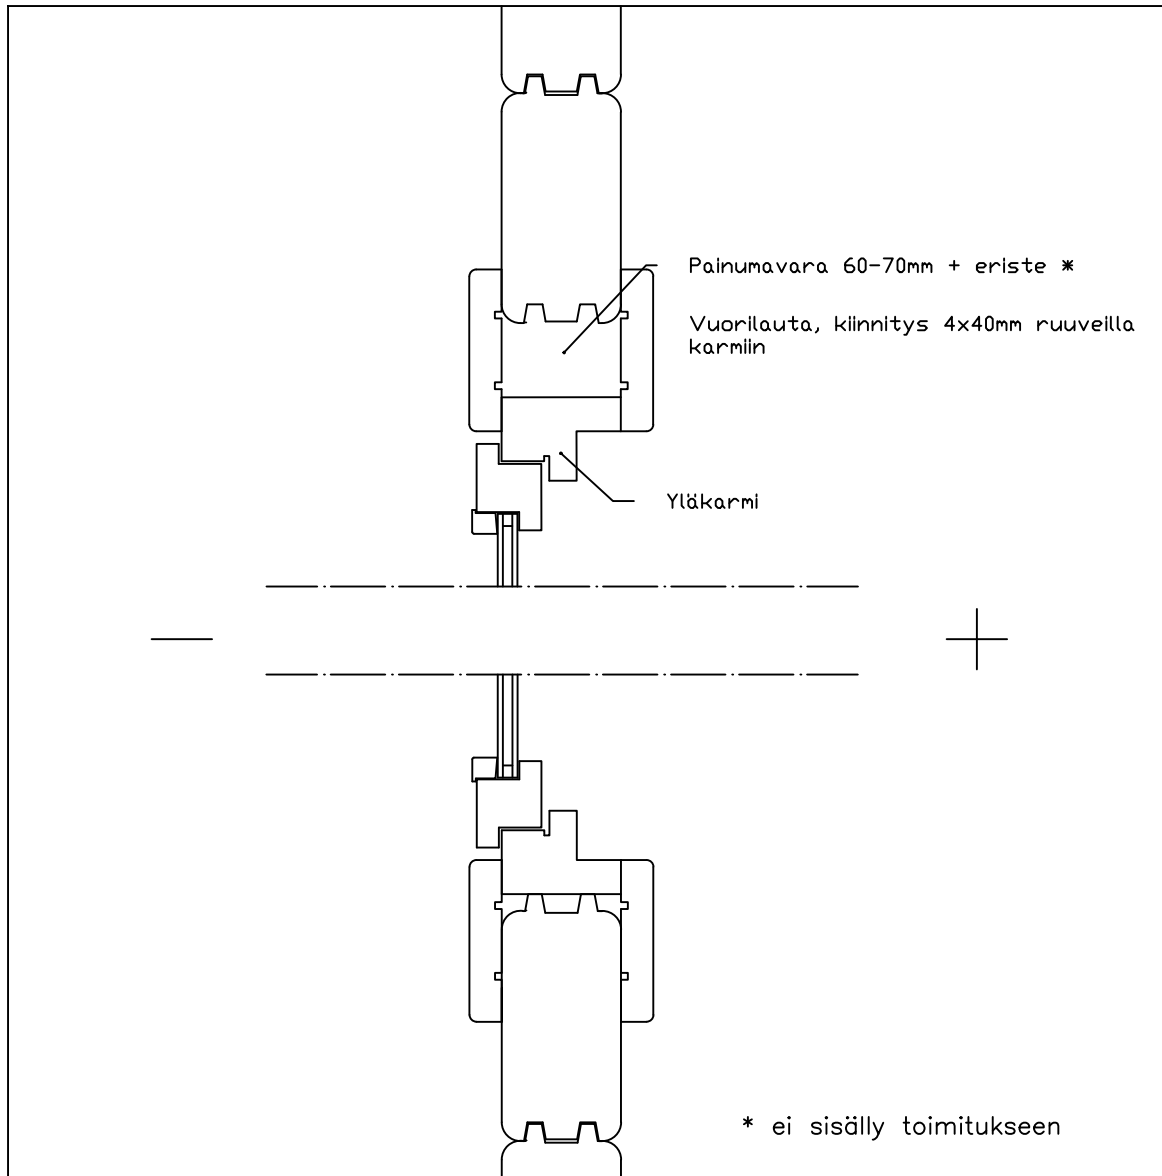 Painumavara 60-70mm + eriste *
Vuorilauta, kiinnitys 4x40mm ruuveilla
karmiin
Yläkarmi
* ei sisälly toimitukseen